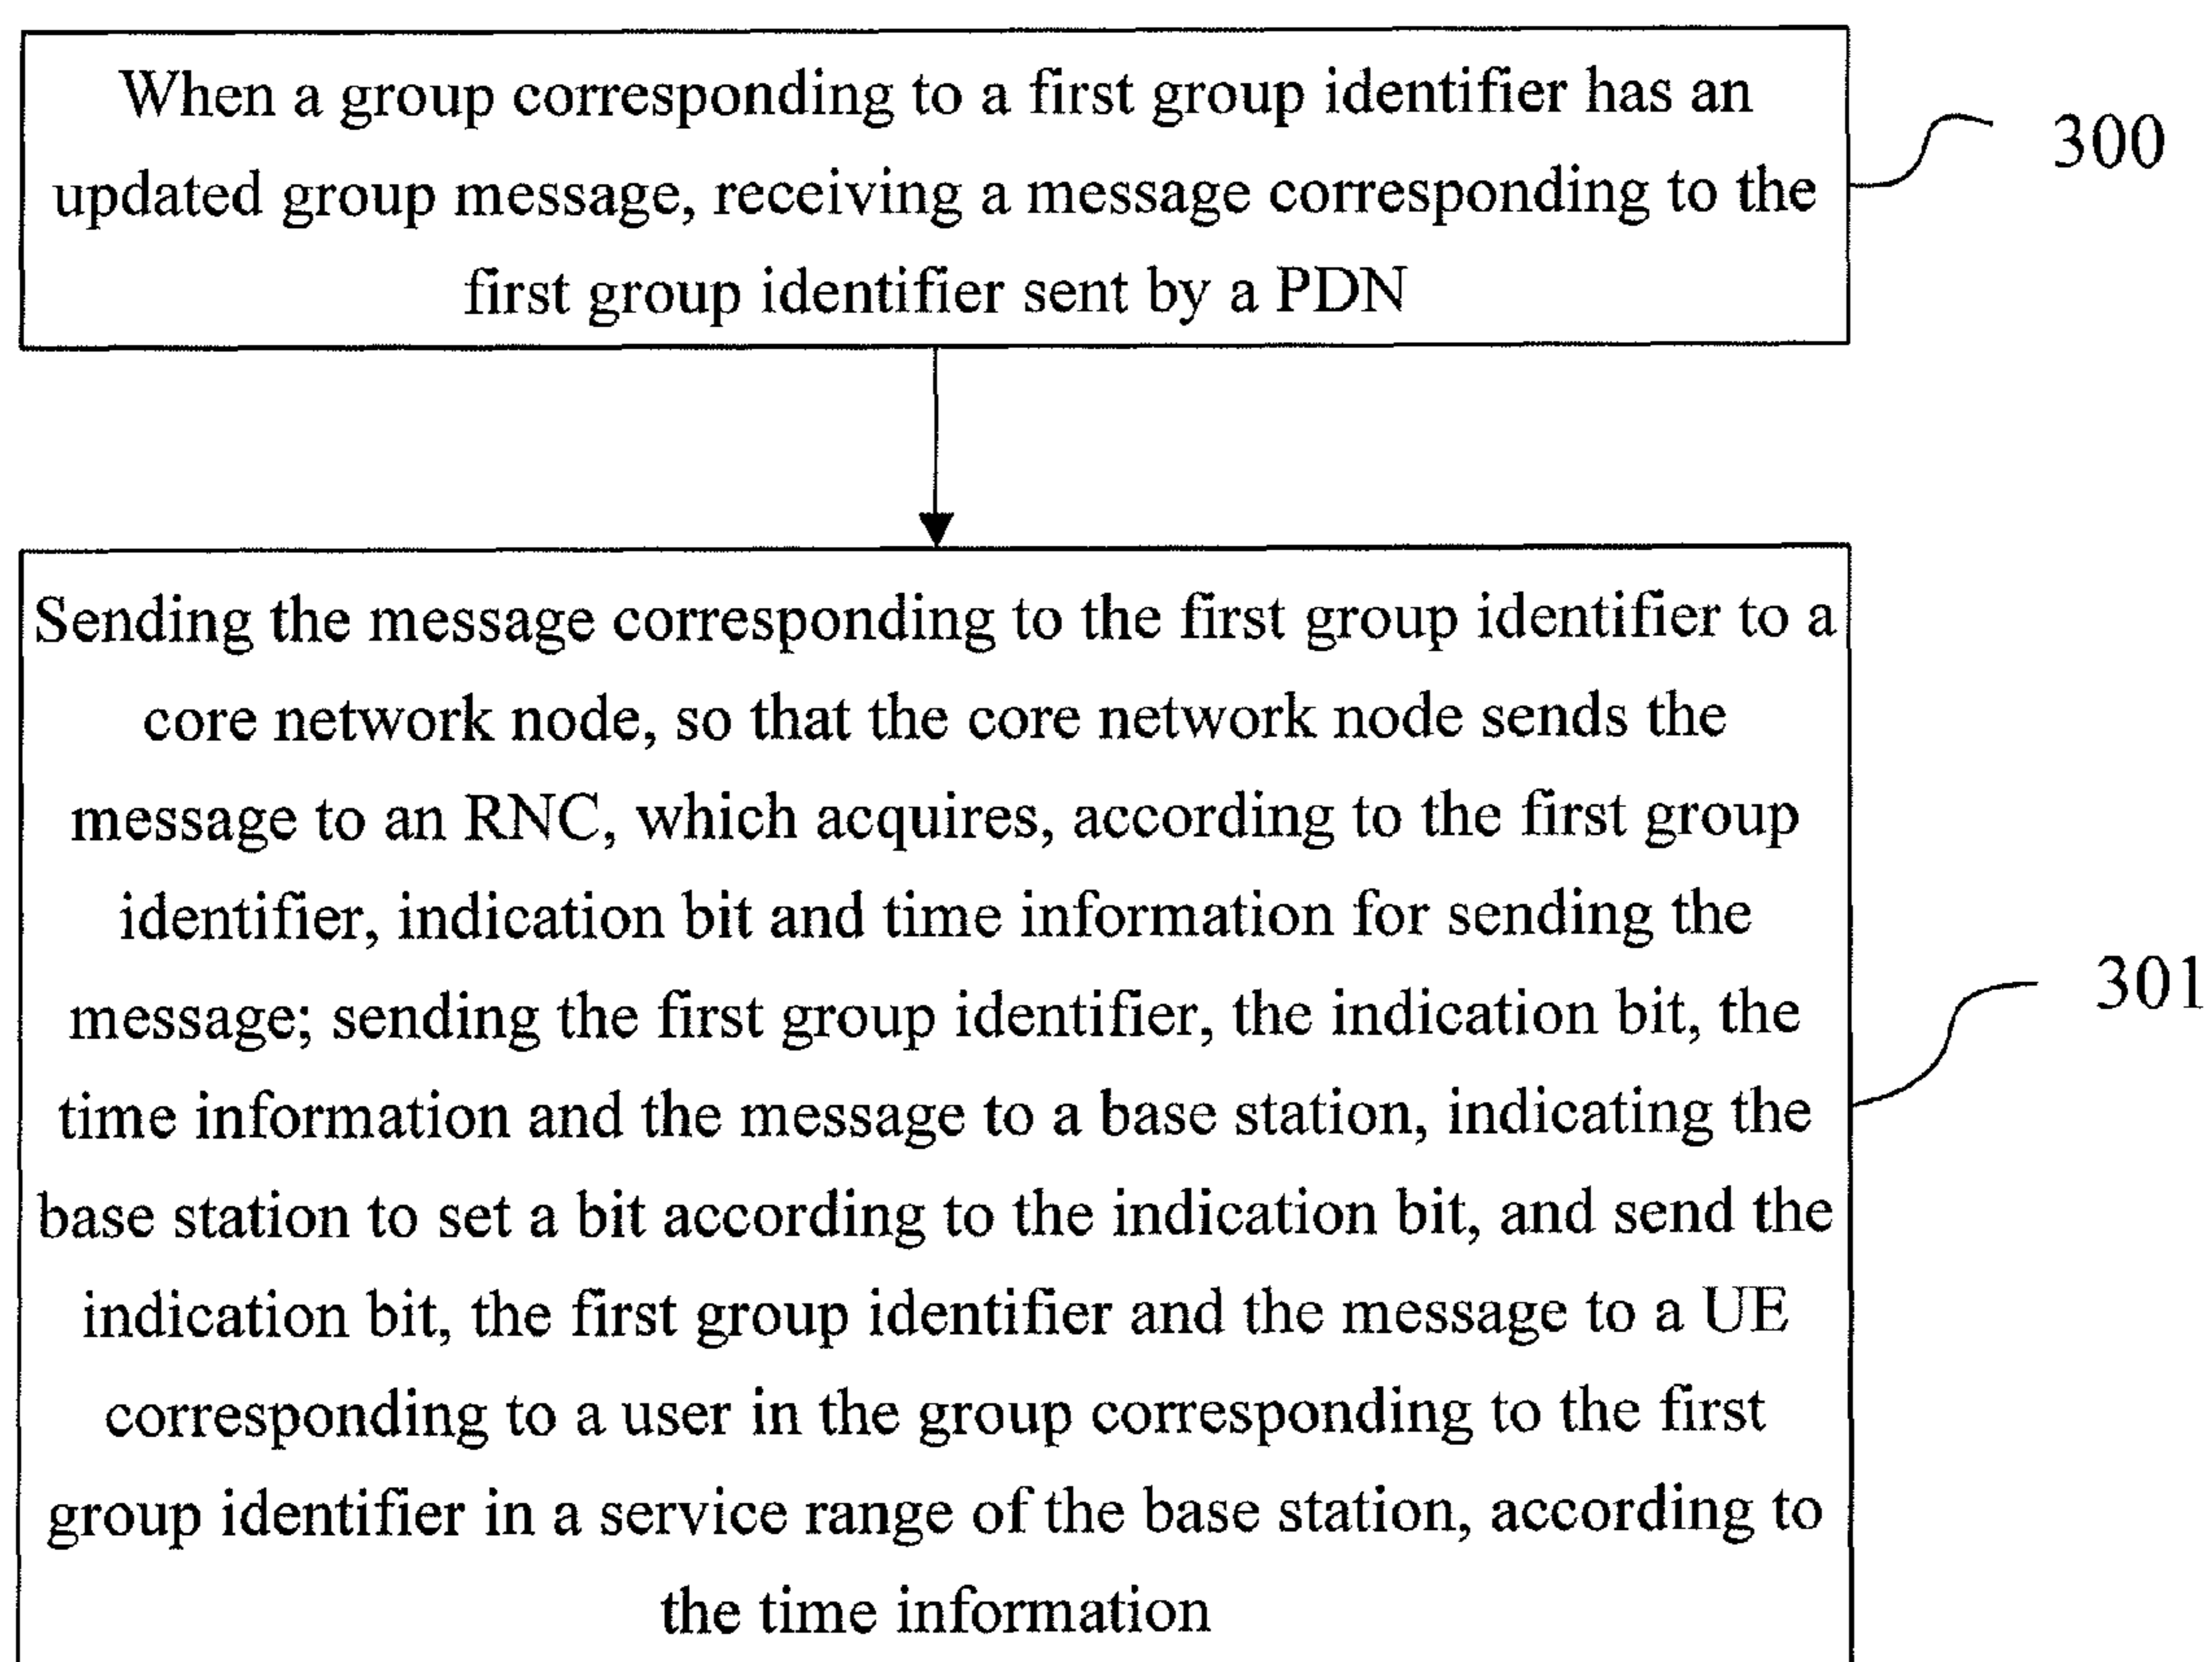 When a group corresponding to a first group identifier has an
updated group message, receiving a message corresponding to the
first group identifier sent by a PDN
300
Sending the message corresponding to the first group identifier to a
core network node, so that the core network node sends the
message to an RNC, which acquires, according to the first group
identifier, indication bit and time information for sending the
message; sending the first group identifier, the indication bit, the
time information and the message to a base station, indicating the
base station to set a bit according to the indication bit, and send the
indication bit, the first group identifier and the message to a UE
corresponding to a user in the group corresponding to the first
group identifier in a service range of the base station, according to
the time information
301